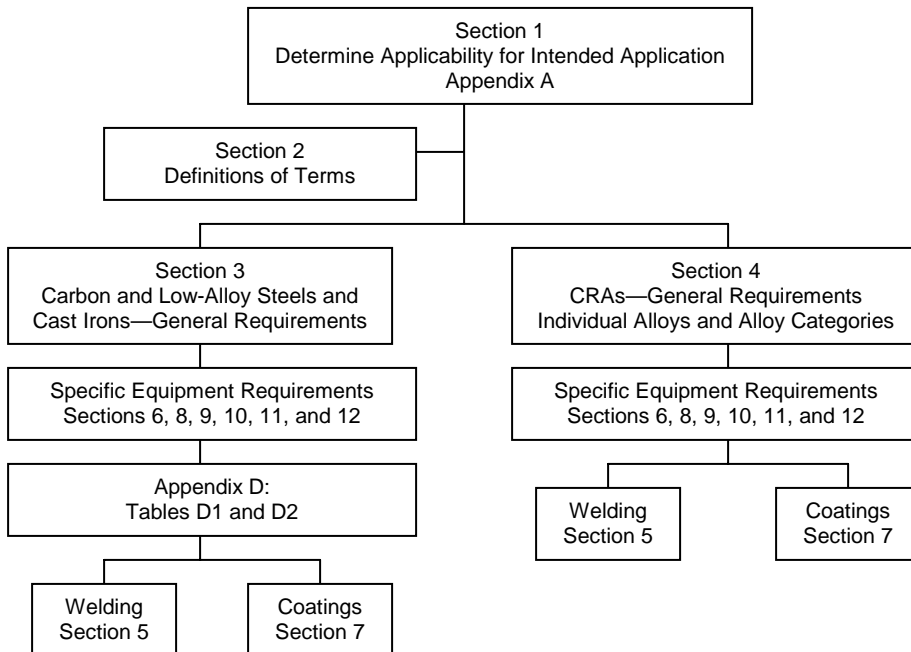 Section 1
Determine Applicability for Intended Application
Appendix A
Section 2
Definitions of Terms
Section 3
Carbon and Low-Alloy Steels and
Cast Irons—General Requirements
Section 4
CRAs—General Requirements
Individual Alloys and Alloy Categories
Specific Equipment Requirements
Sections 6, 8, 9, 10, 11, and 12
Specific Equipment Requirements
Sections 6, 8, 9, 10, 11, and 12
Appendix D:
Tables D1 and D2
Welding
Section 5
Coatings
Section 7
Welding
Section 5
Coatings
Section 7